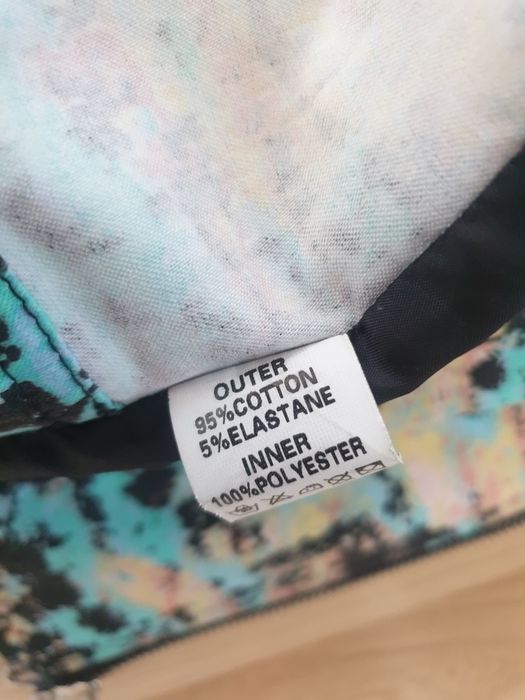 OUTER
95%COTTON
5%ELASTANE
INNER
100%POLYESTER